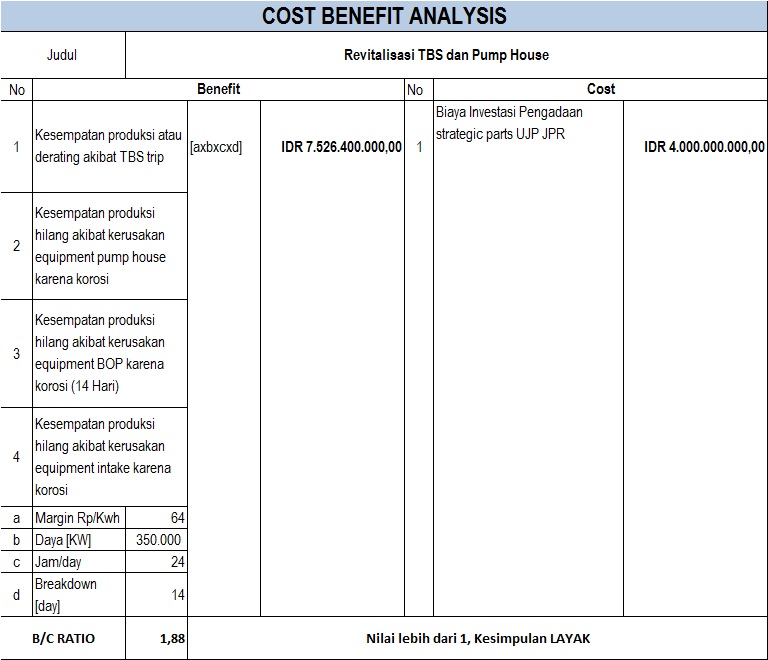 COST BENEFIT ANALYSIS
Judul
Revitalisasi TBS dan Pump House
No
Benefit
No
Cost
1
Kesempatan produksi atau
derating akibat TBS trip
[axbxcxd]
IDR 7.526.400.000,00
1
Biaya Investasi Pengadaan
strategic parts UJP JPR
IDR 4.000.000.000,00
2
Kesempatan produksi
hilang akibat kerusakan
equipment pump house
karena korosi
3
Kesempatan produksi
hilang akibat kerusakan
equipment BOP karena
korosi (14 Hari)
4
Kesempatan produksi
hilang akibat kerusakan
equipment intake karena
korosi
a
Margin Rp/Kwh
64
b
Daya [KW]
350.000
c
Jam/day
24
d
Breakdown
[day]
14
B/C RATIO
1,88
Nilai lebih dari 1, Kesimpulan LAYAK